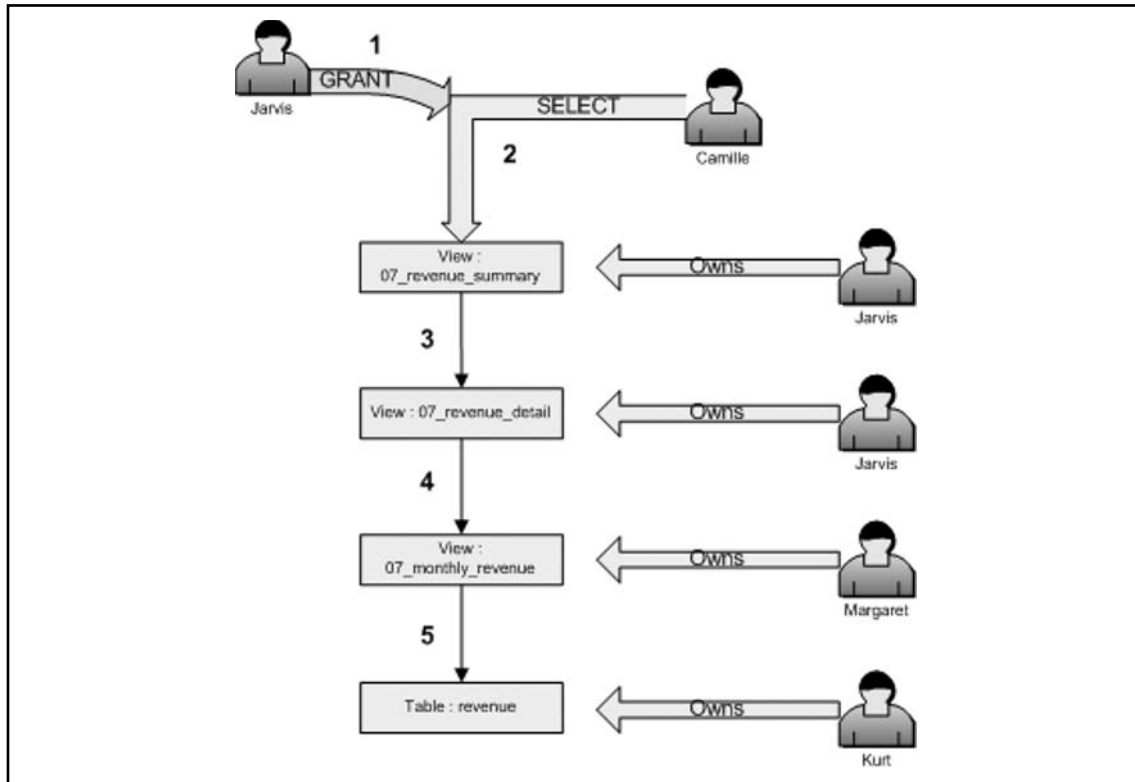 1
GRANT
Jarvis
SELECT
Camille
2
View :
07_revenue_summary
Owns
Jarvis
3
View : 07_revenue_detail
Owns
Jarvis
4
View :
07_monthly_revenue
Owns
Margaret
5
Table : revenue
Owns
Kurt